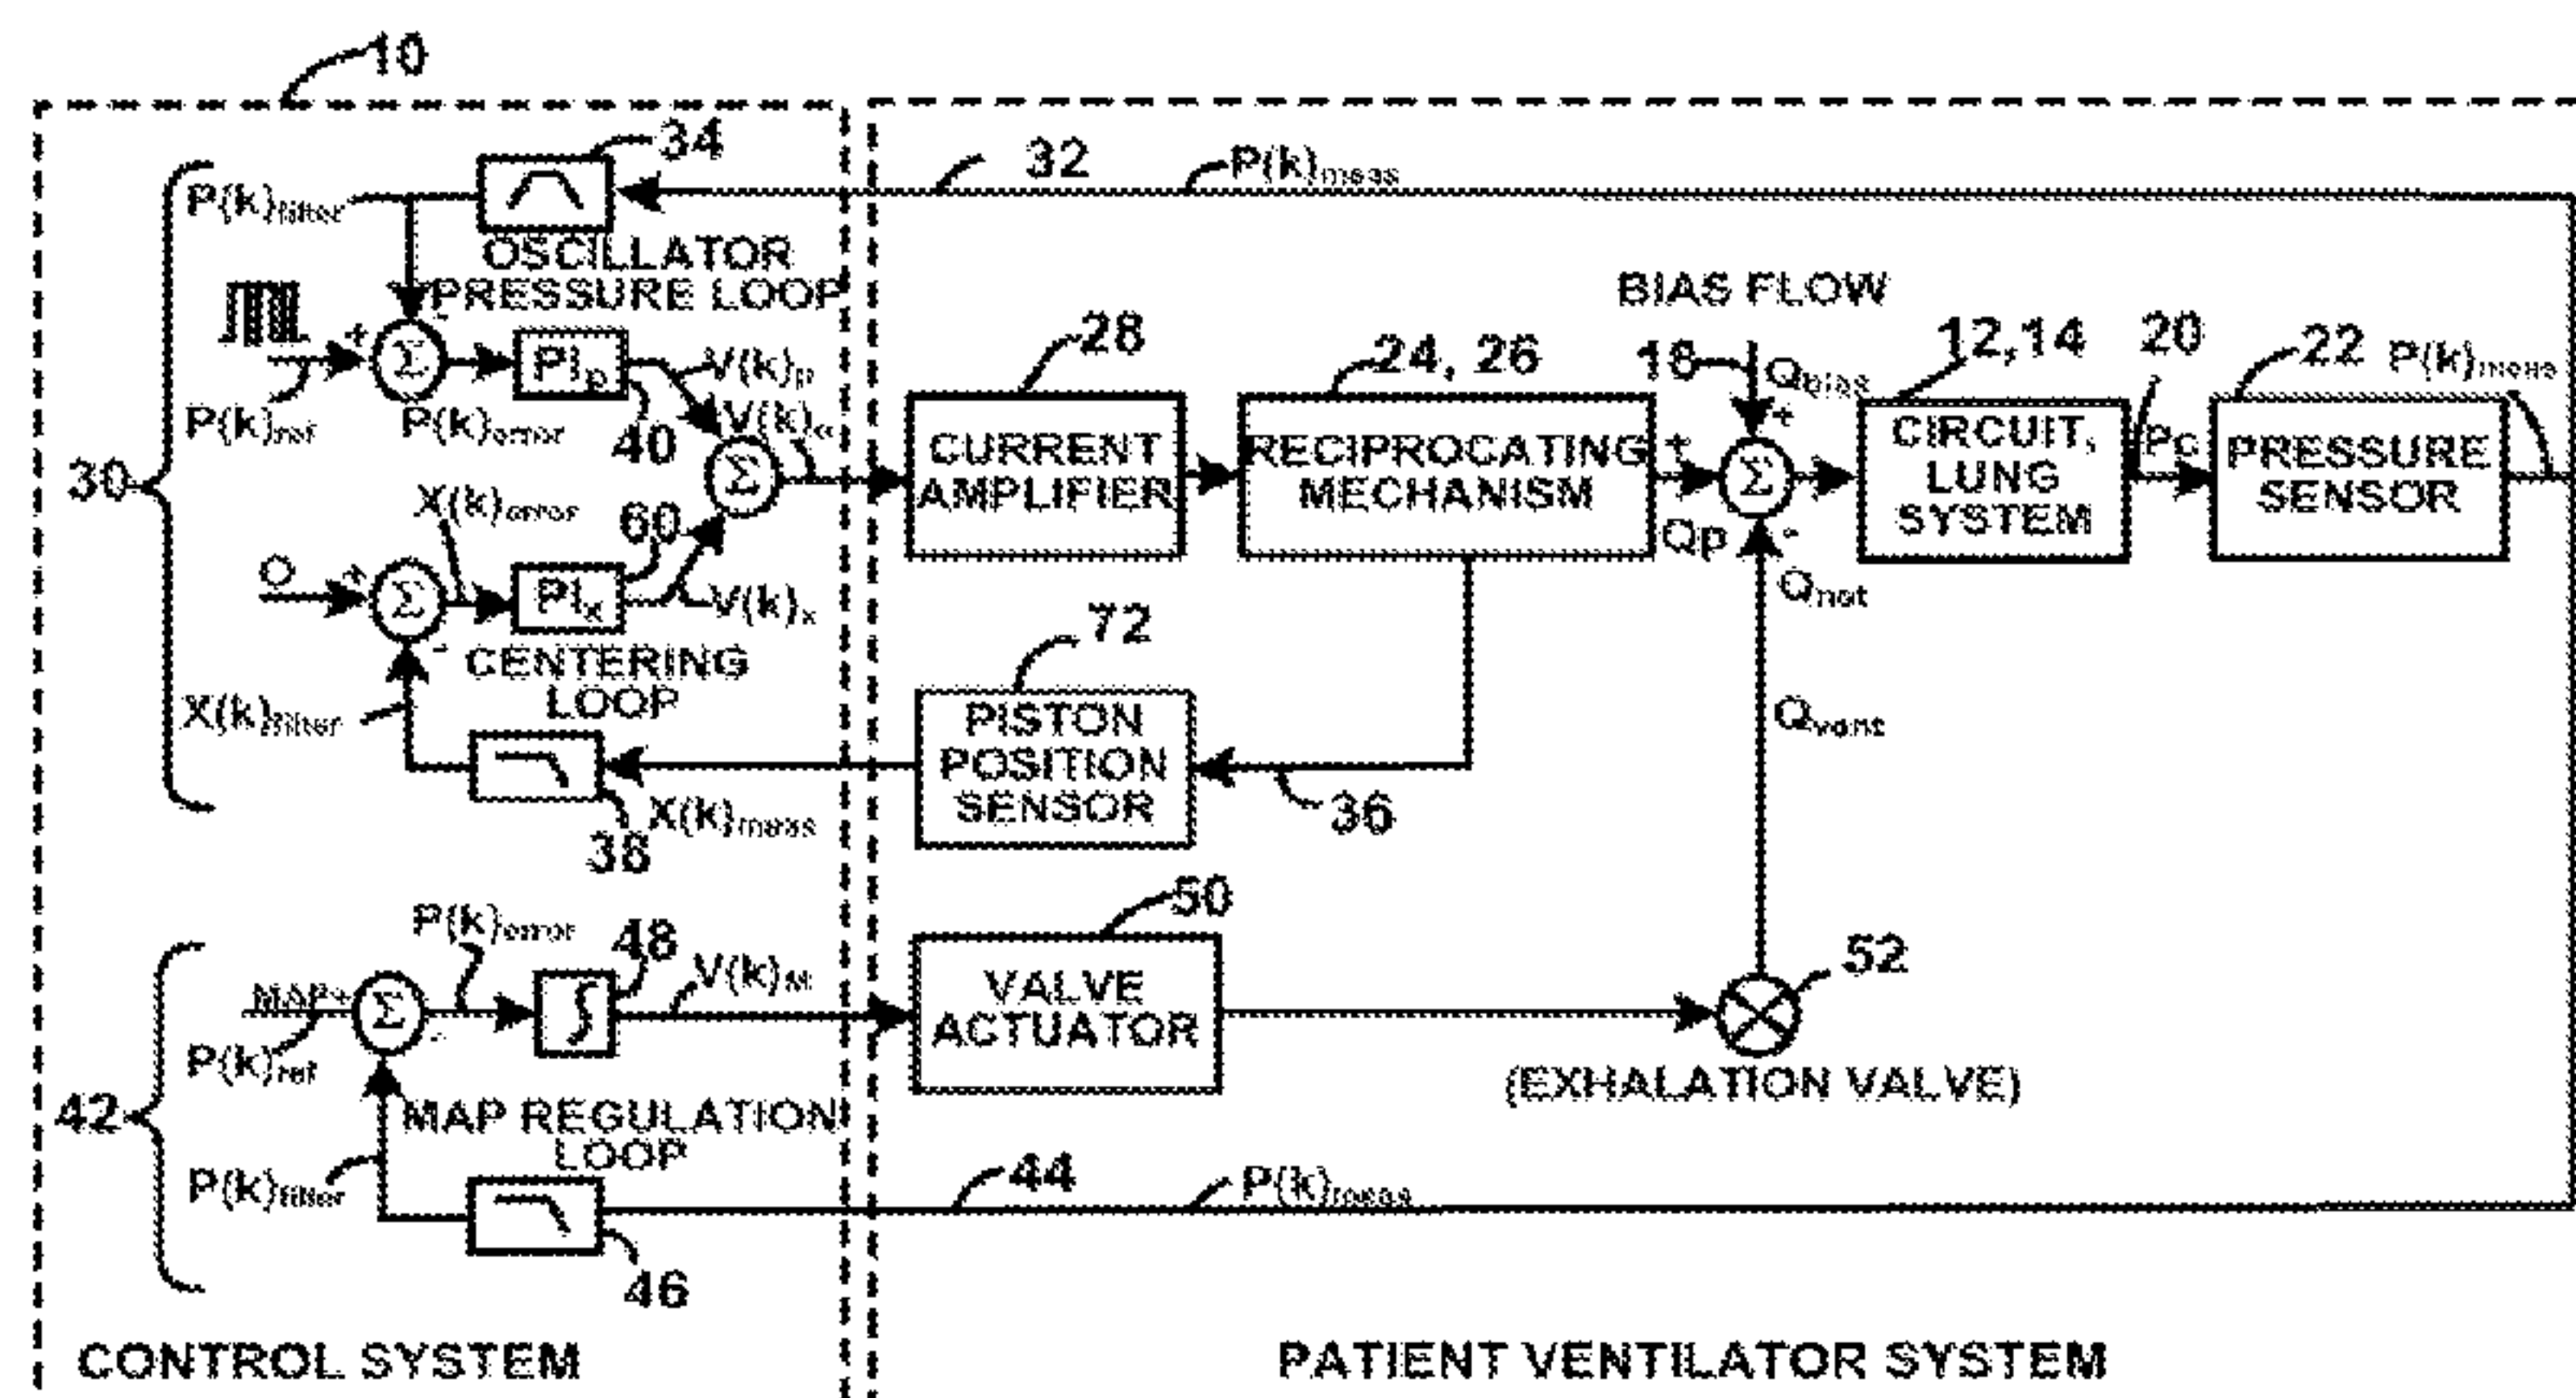 10
34
32
P(k)meas
P(k)filter
OSCILLATOR
PRESSURE LOOP
+
-
Σ
PIp
V(k)p
P(k)ref
P(k)error
40
30
X(k)error
60
Σ
O
+
Σ
PIx
V(k)x
-
CENTERING
LOOP
X(k)filter
X(k)meas
38
28
CURRENT
AMPLIFIER
24, 26
RECIPROCATING
MECHANISM
BIAS FLOW
Qbias
+
+
Σ
-
Qp
Qnet
Qvent
12,14
CIRCUIT,
LUNG
SYSTEM
20
Pc
22
P(k)meas
PRESSURE
SENSOR
72
PISTON
POSITION
SENSOR
36
P(k)error
48
V(k)M
MAP+
Σ
-
P(k)ref
42
MAP REGULATION
LOOP
P(k)filter
46
50
VALVE
ACTUATOR
52
(EXHALATION VALVE)
44
P(k)meas
CONTROL SYSTEM
PATIENT VENTILATOR SYSTEM